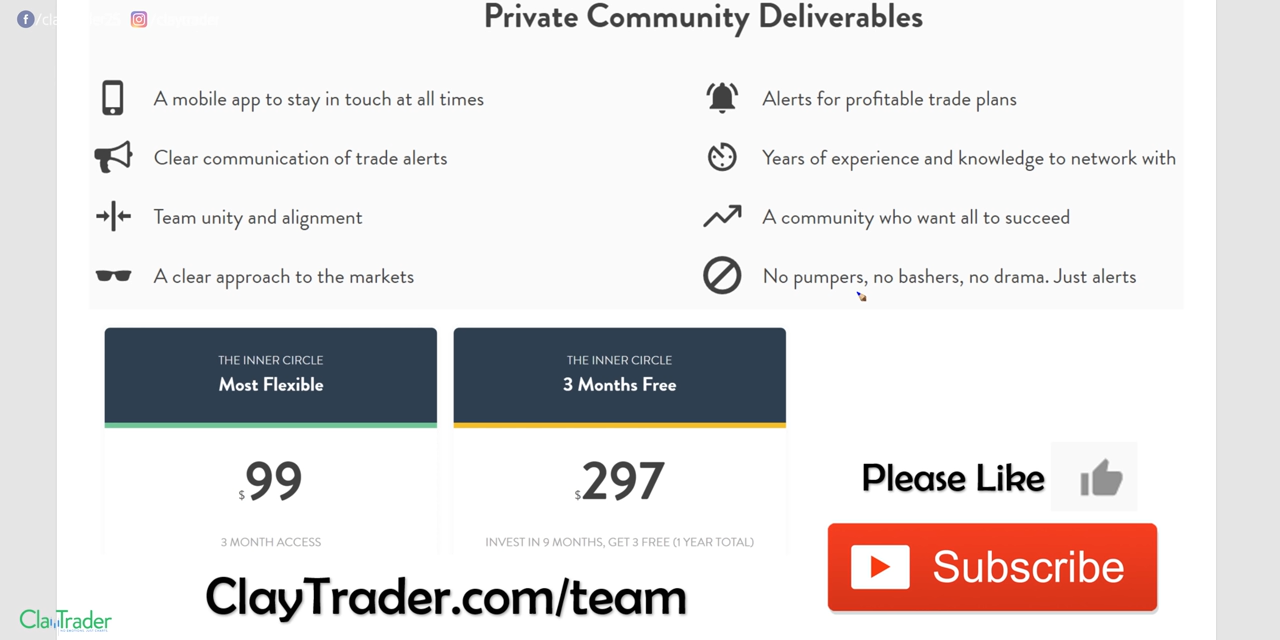 Private Community Deliverables
A mobile app to stay in touch at all times
Alerts for profitable trade plans
Clear communication of trade alerts
Years of experience and knowledge to network with
Team unity and alignment
A community who want all to succeed
A clear approach to the markets
No pumpers, no bashers, no drama. Just alerts
THE INNER CIRCLE
Most Flexible
$99
3 MONTH ACCESS
THE INNER CIRCLE
3 Months Free
$297
INVEST IN 9 MONTHS, GET 3 FREE (1 YEAR TOTAL)
Please Like
Subscribe
ClayTrader.com/team
ClayTrader